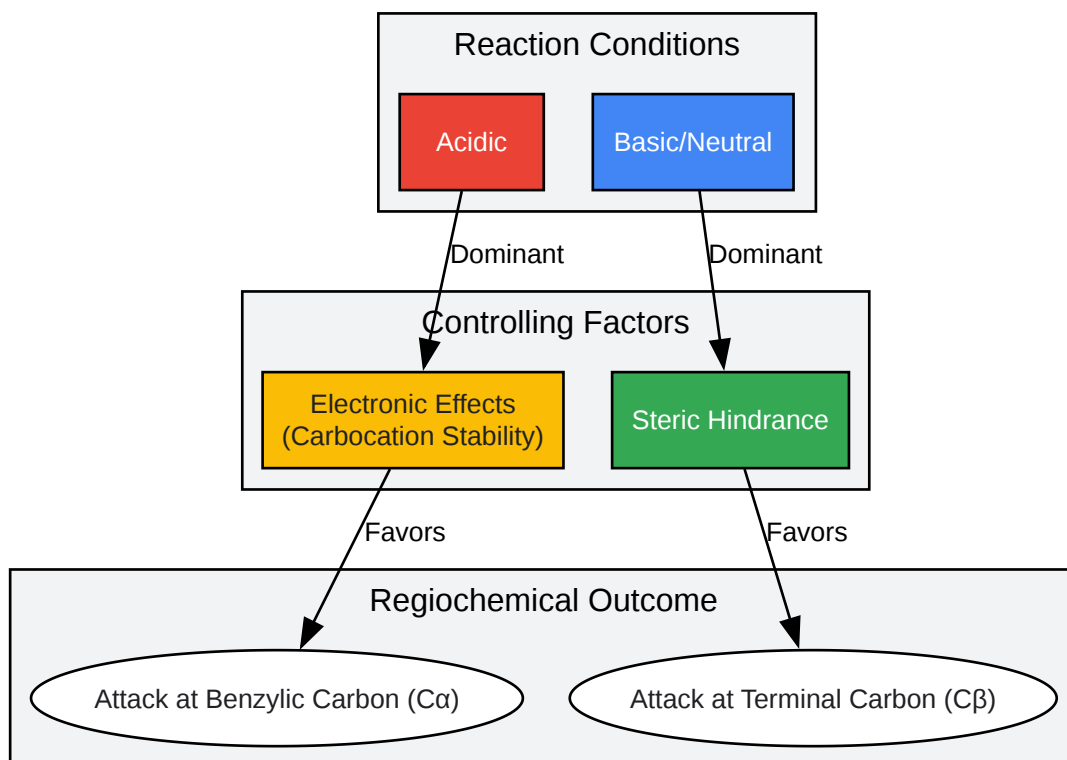 Reaction Conditions
Acidic
Basic/Neutral
Dominant
Dominant
Controlling Factors
Electronic Effects
(Carbocation Stability)
Steric Hindrance
Favors
Favors
Regiochemical Outcome
Attack at Benzylic Carbon (Cα)
Attack at Terminal Carbon (Cβ)